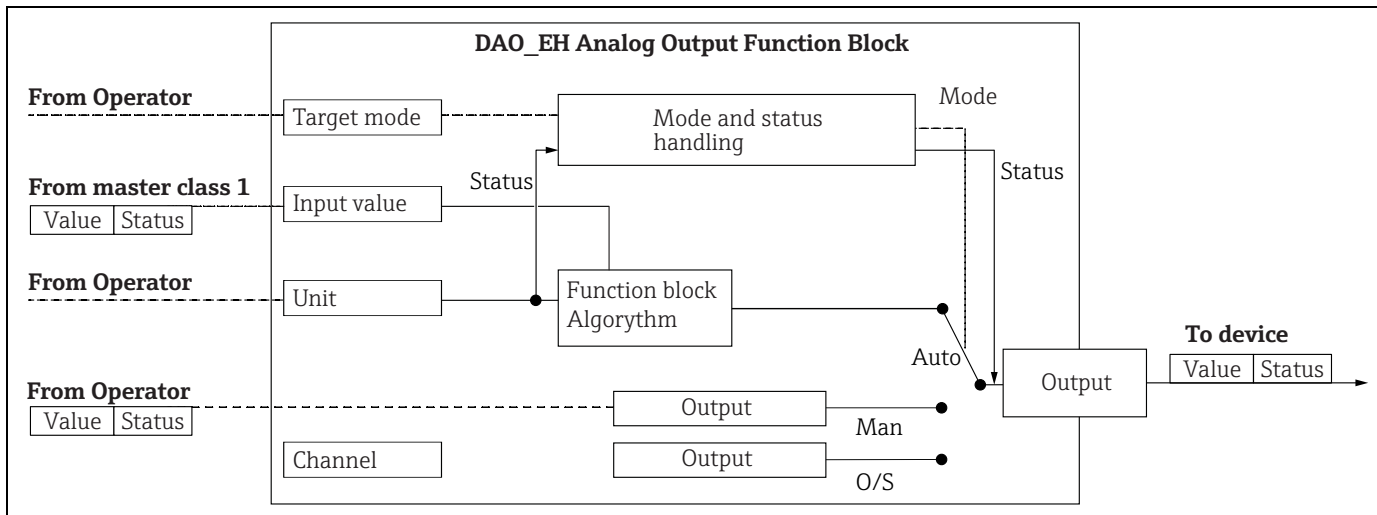 DAO_EH Analog Output Function Block
From Operator
Target mode
Mode and status
handling
Mode
From master class 1
Value Status
Input value
Status
Status
From Operator
Unit
Function block
Algorythm
Auto
Output
To device
Value Status
From Operator
Value Status
Output
Man
Channel
Output
O/S